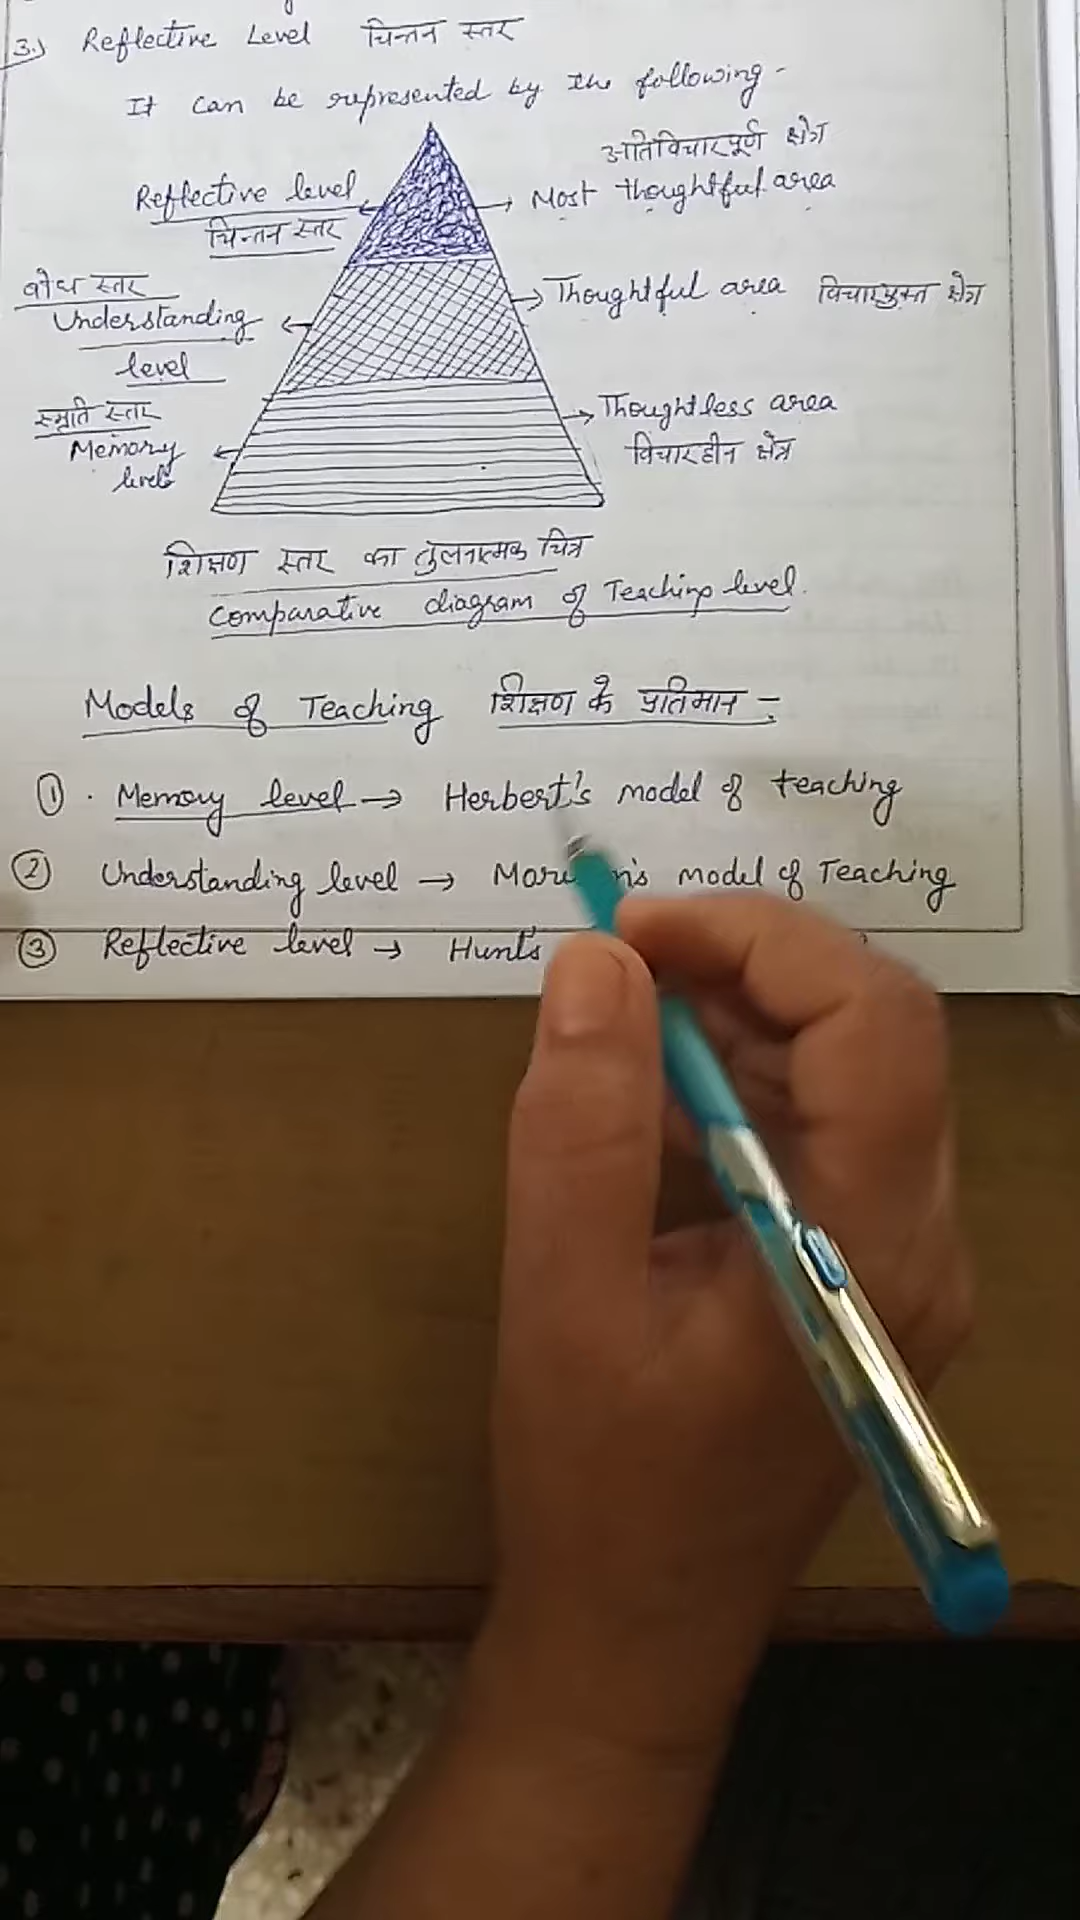 3.) Reflective Level चिन्तन स्तर
It can be represented by the following -
अतिविचारपूर्ण क्षेत्र
Reflective level
Most thoughtful area
चिन्तन स्तर
बोध स्तर
Understanding
level
Thoughtful area विचारयुक्त क्षेत्र
स्मृति स्तर
Memory
level
Thoughtless area
विचारहीन क्षेत्र
शिक्षण स्तर का तुलनात्मक चित्र
Comparative diagram of Teaching level.
Models of Teaching शिक्षण के प्रतिमान :-
① . Memory level → Herbert's model of teaching
② Understanding level → model of Teaching
③ Reflective level → Hunt's